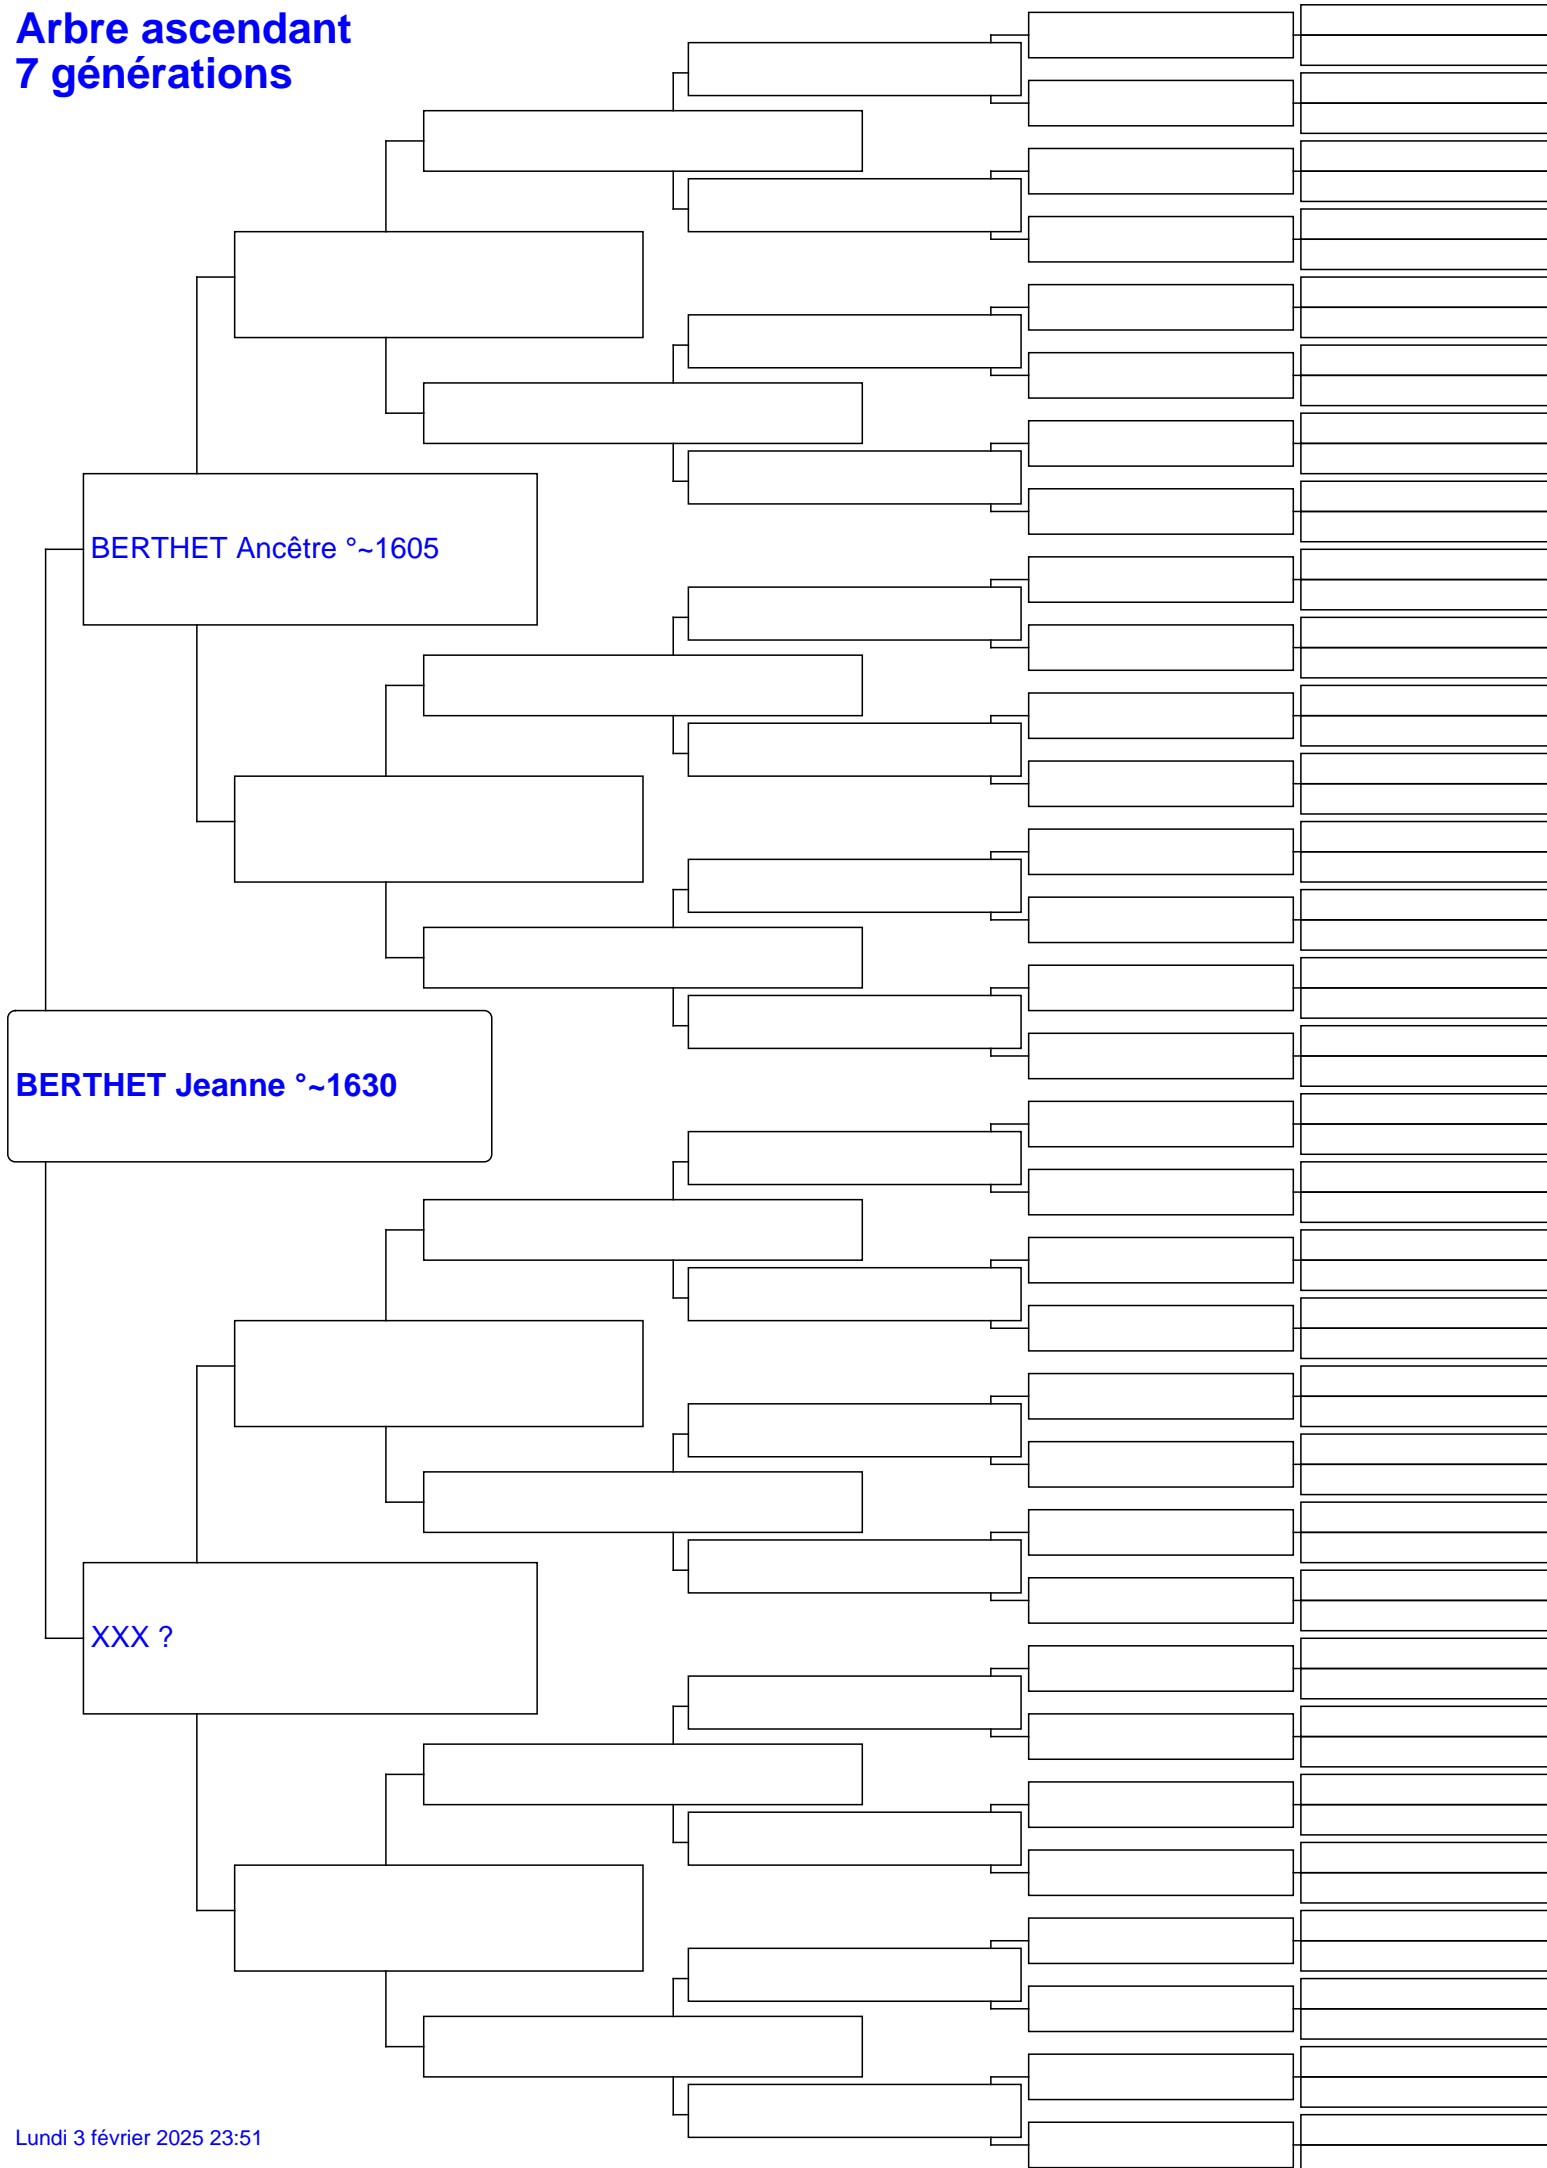 Arbre ascendant
7 générations
BERTHET Ancêtre °~1605
BERTHET Jeanne °~1630
XXX ?
Lundi 3 février 2025 23:51